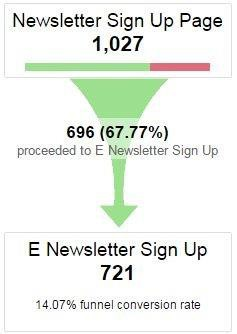 Newsletter Sign Up Page
1,027
696 (67.77%)
proceeded to E Newsletter Sign Up
E Newsletter Sign Up
721
14.07% funnel conversion rate